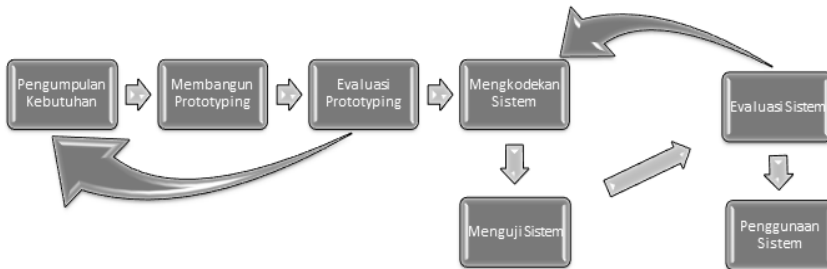 Pengumpulan
Kebutuhan
Membangun
Prototyping
Evaluasi
Prototyping
Mengkodekan
Sistem
Evaluasi Sistem
Menguji Sistem
Penggunaan
Sistem